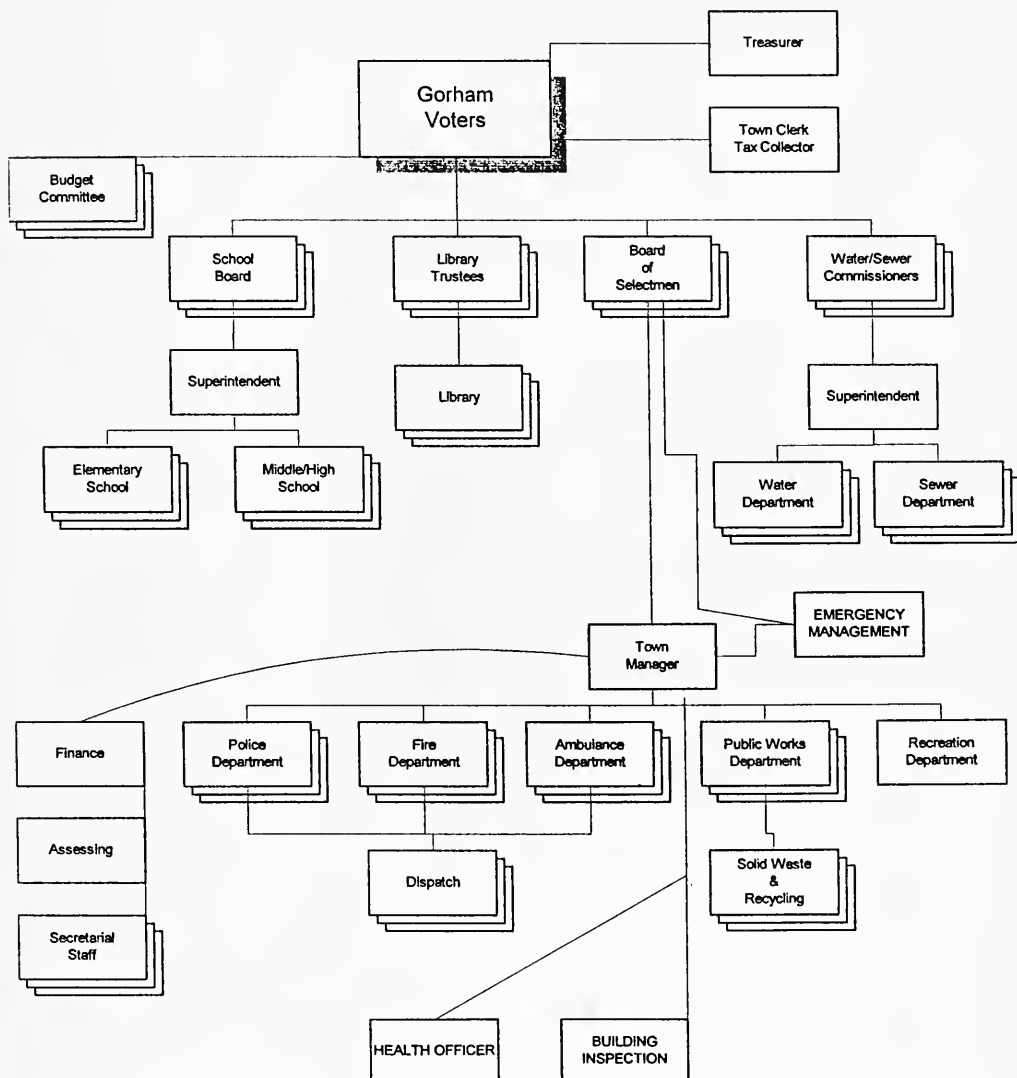 Treasurer
Gorham
Voters
Town Clerk
Tax Collector
Budget
Committee
School
Board
Library
Trustees
Board
of
Selectmen
Water/Sewer
Commissioners
Superintendent
Library
Superintendent
Elementary
School
Middle/High
School
Water
Department
Sewer
Department
EMERGENCY
MANAGEMENT
Town
Manager
Finance
Police
Department
Fire
Department
Ambulance
Department
Public Works
Department
Recreation
Department
Assessing
Dispatch
Solid Waste
&
Recycling
Secretarial
Staff
HEALTH OFFICER
BUILDING
INSPECTION